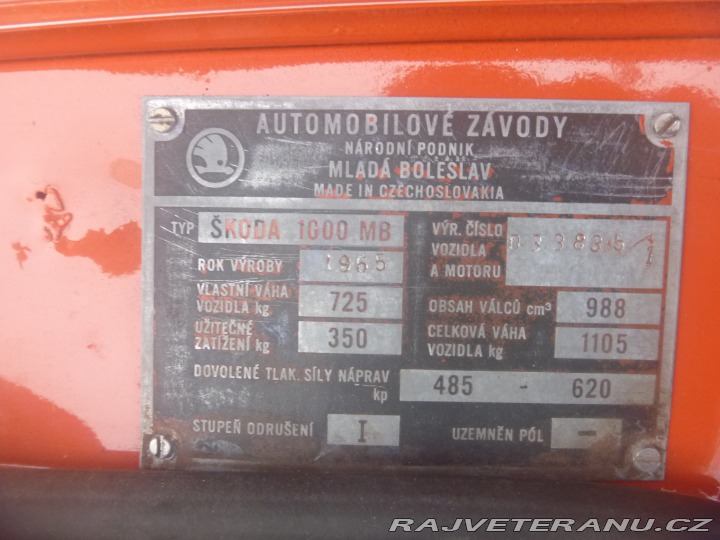 AUTOMOBILOVÉ ZÁVODY
NÁRODNÍ PODNIK
MLADÁ BOLESLAV
MADE IN CZECHOSLOVAKIA
TYP ŠKODA 1000 MB
ROK VÝROBY 1965
VLASTNÍ VÁHA
VOZIDLA kg 725
UŽITEČNÉ
ZATÍŽENÍ kg 350
VÝR. ČÍSLO
VOZIDLA
A MOTORU
OBSAH VÁLCŮ cm³ 988
CELKOVÁ VÁHA
VOZIDLA kg 1105
DOVOLENÉ TLAK. SÍLY NÁPRAV
kp 485 - 620
STUPEŇ ODRUŠENÍ I
UZEMNĚN PÓL -
RAJVETERANU.CZ